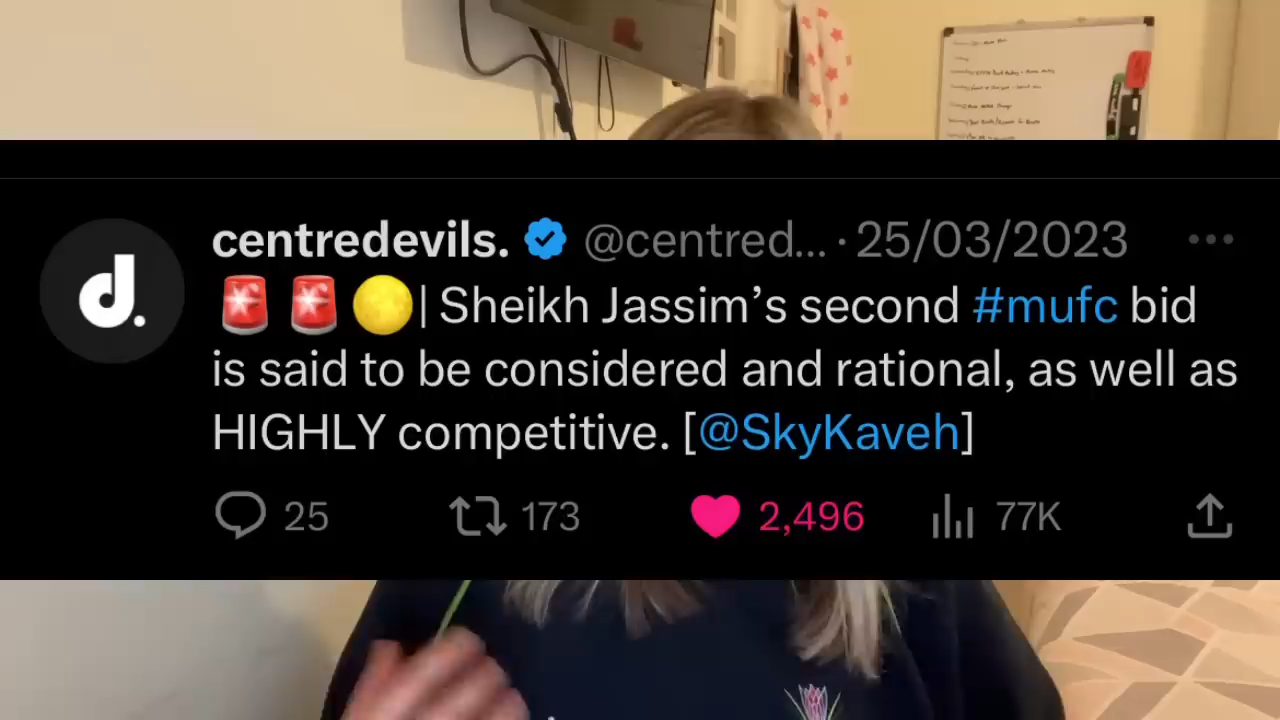 centredevils. @centred... · 25/03/2023
| Sheikh Jassim's second #mufc bid
is said to be considered and rational, as well as
HIGHLY competitive. [@SkyKaveh]
25 173 2,496 77K
d.